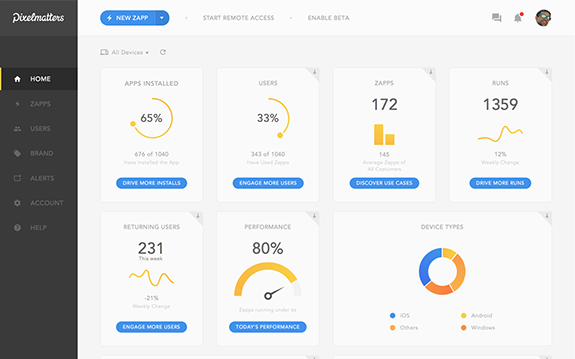 Pixelmatters
NEW ZAPP
START REMOTE ACCESS
ENABLE BETA
All Devices
HOME
ZAPPS
USERS
BRAND
ALERTS
ACCOUNT
HELP
APPS INSTALLED
65%
676 of 1040
Have Installed the App
DRIVE MORE INSTALLS
USERS
33%
343 of 1040
Have Used Zapps
ENGAGE MORE USERS
ZAPPS
172
145
Average Zapps of
All Customers
DISCOVER USE CASES
RUNS
1359
12%
Weekly Change
DRIVE MORE RUNS
RETURNING USERS
231
This week
-21%
Weekly Change
ENGAGE MORE USERS
PERFORMANCE
80%
Zapps running under 6s
TODAY'S PERFORMANCE
DEVICE TYPES
iOS
Android
Others
Windows